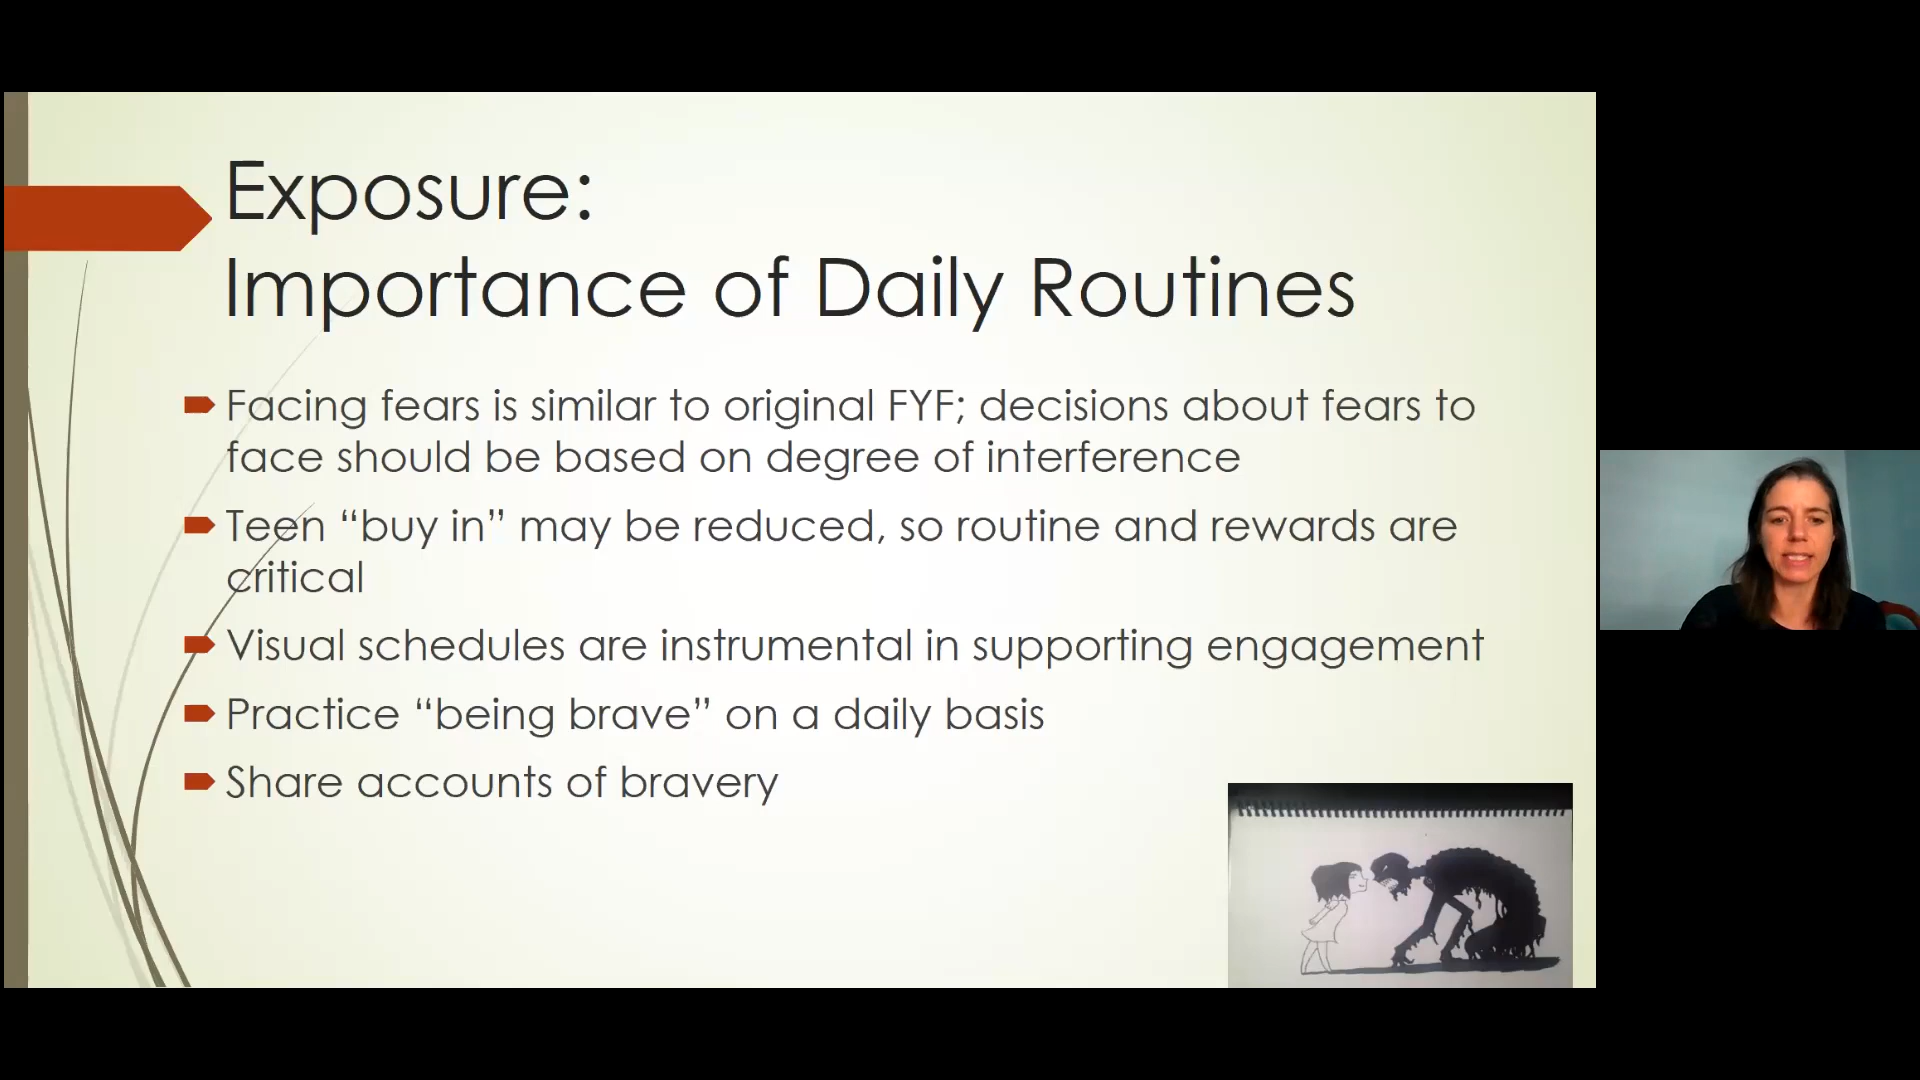 Exposure:
Importance of Daily Routines
Facing fears is similar to original FYF; decisions about fears to
face should be based on degree of interference
Teen “buy in” may be reduced, so routine and rewards are
critical
Visual schedules are instrumental in supporting engagement
Practice “being brave” on a daily basis
Share accounts of bravery